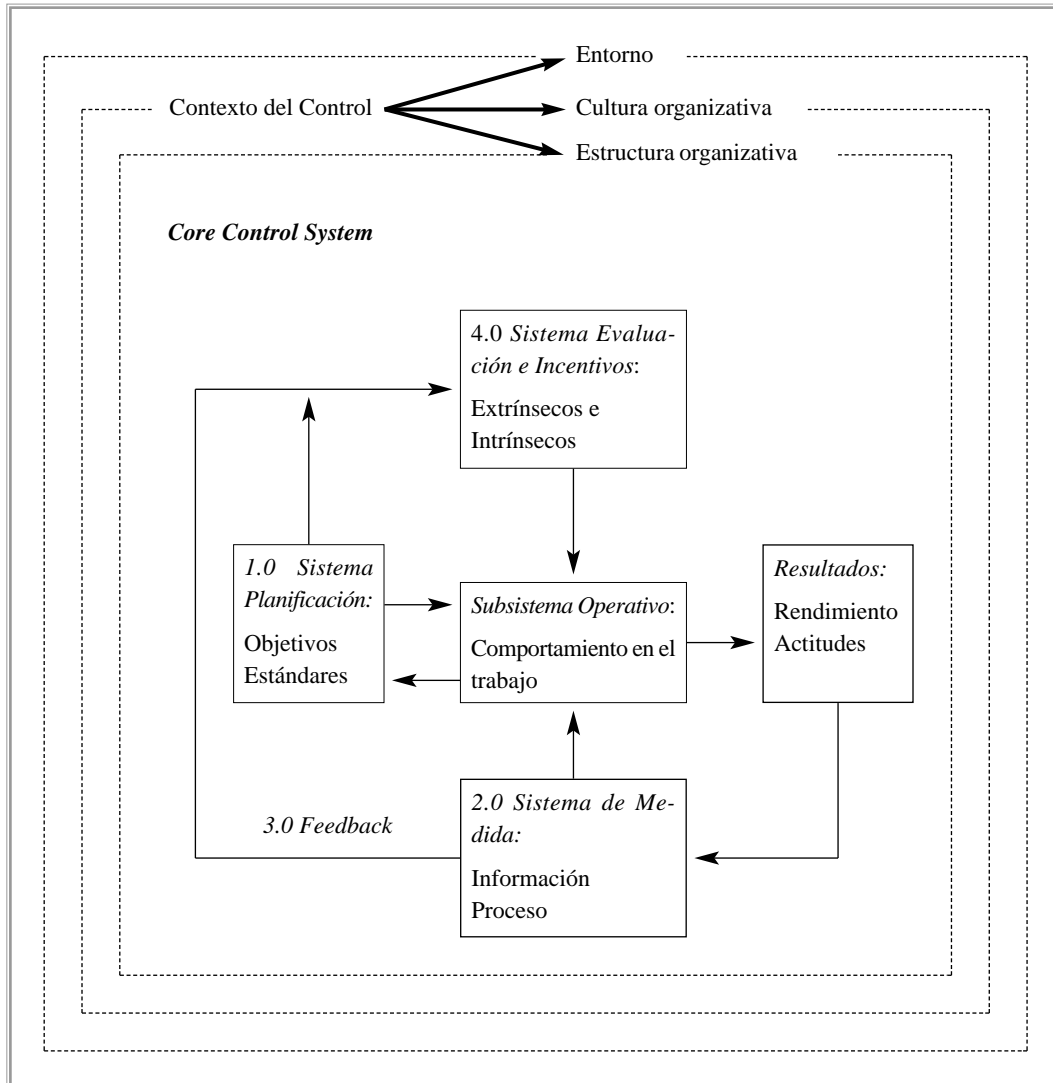 Entorno
Contexto del Control
Cultura organizativa
Estructura organizativa
Core Control System
4.0 Sistema Evalua-
ción e Incentivos:
Extrínsecos e
Intrínsecos
1.0 Sistema
Planificación:
Objetivos
Estándares
Subsistema Operativo:
Comportamiento en el
trabajo
Resultados:
Rendimiento
Actitudes
3.0 Feedback
2.0 Sistema de Me-
dida:
Información
Proceso